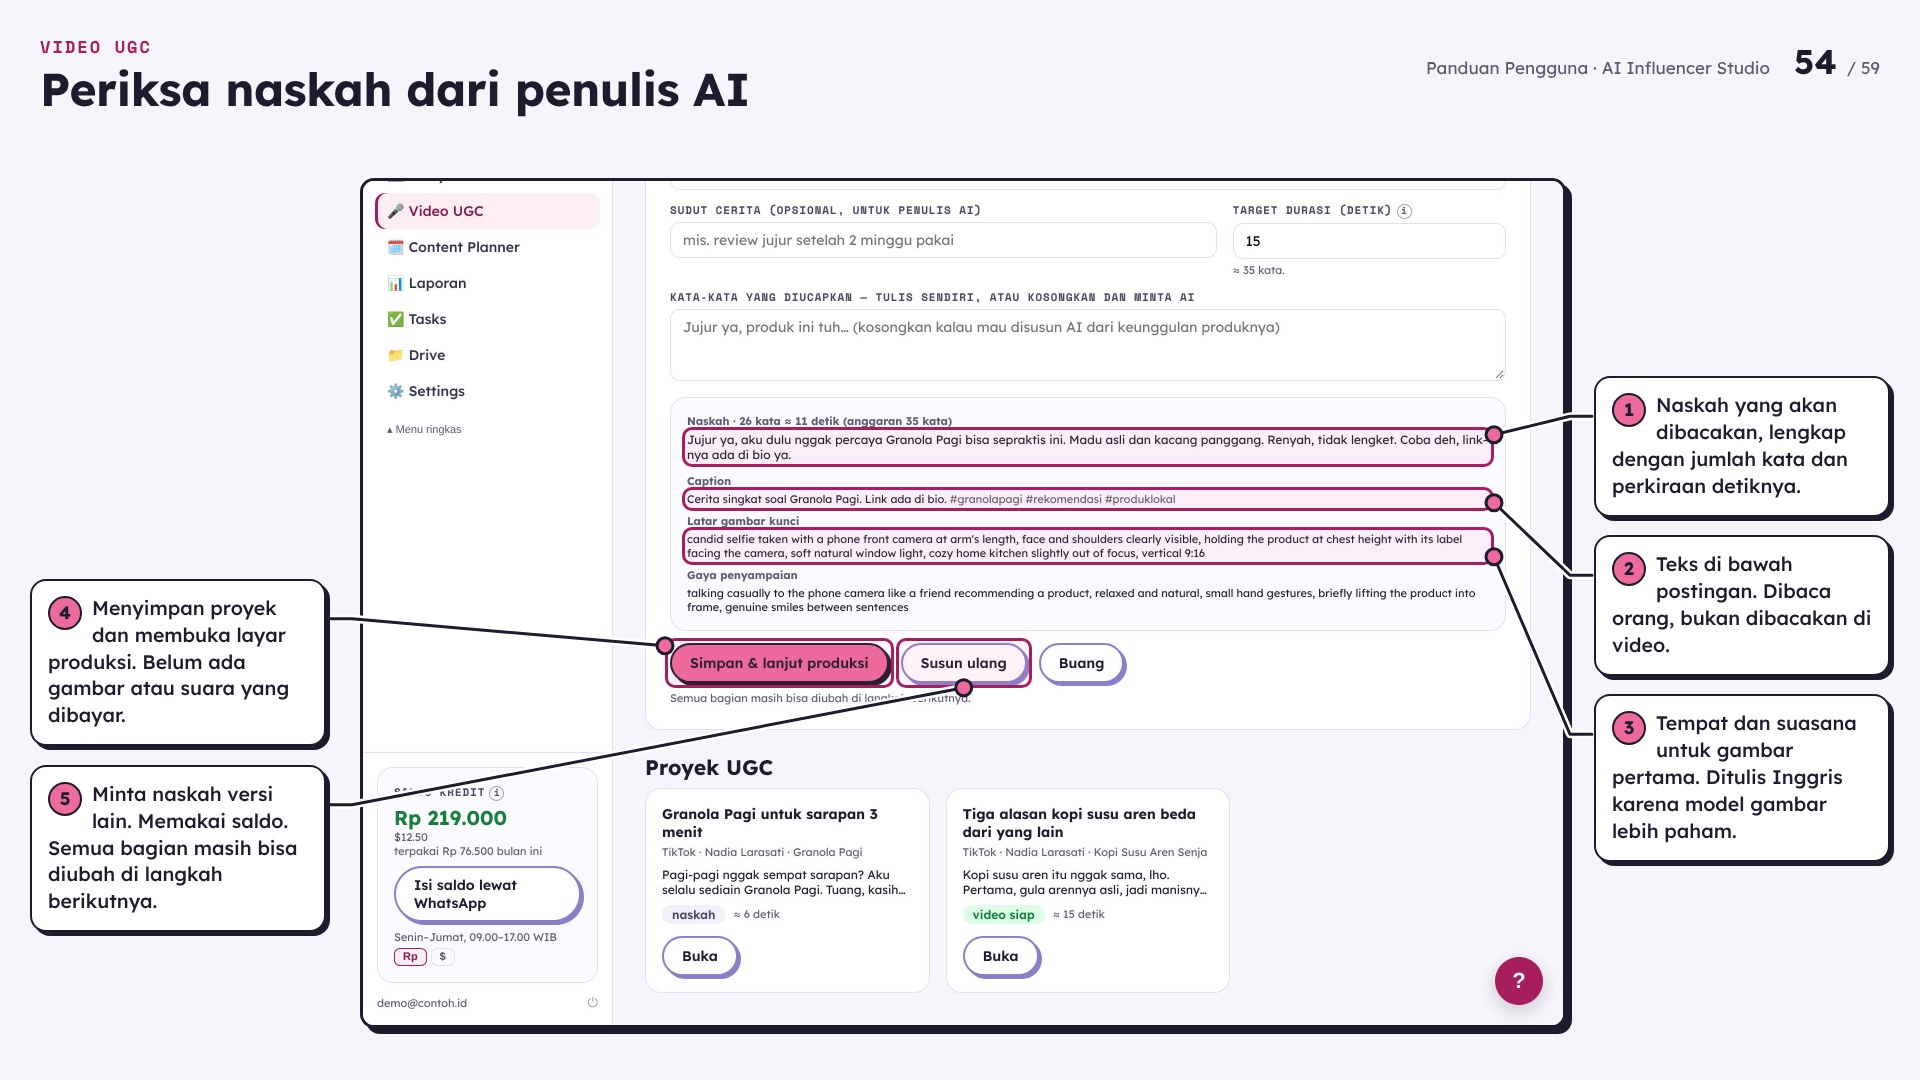 VIDEO UGC
Periksa naskah dari penulis AI
Panduan Pengguna · AI Influencer Studio 54 / 59
🎤 Video UGC
🗓️ Content Planner
📊 Laporan
✅ Tasks
📁 Drive
⚙️ Settings
▴ Menu ringkas
SUDUT CERITA (OPSIONAL, UNTUK PENULIS AI)
mis. review jujur setelah 2 minggu pakai
TARGET DURASI (DETIK) i
15
≈ 35 kata.
KATA-KATA YANG DIUCAPKAN — TULIS SENDIRI, ATAU KOSONGKAN DAN MINTA AI
Jujur ya, produk ini tuh… (kosongkan kalau mau disusun AI dari keunggulan produknya)
Naskah · 26 kata ≈ 11 detik (anggaran 35 kata)
Jujur ya, aku dulu nggak percaya Granola Pagi bisa sepraktis ini. Madu asli dan kacang panggang. Renyah, tidak lengket. Coba deh, link-
nya ada di bio ya.
Caption
Cerita singkat soal Granola Pagi. Link ada di bio. #granolapagi #rekomendasi #produklokal
Latar gambar kunci
candid selfie taken with a phone front camera at arm's length, face and shoulders clearly visible, holding the product at chest height with its label
facing the camera, soft natural window light, cozy home kitchen slightly out of focus, vertical 9:16
Gaya penyampaian
talking casually to the phone camera like a friend recommending a product, relaxed and natural, small hand gestures, briefly lifting the product into
frame, genuine smiles between sentences
Simpan & lanjut produksi
Susun ulang
Buang
Semua bagian masih bisa diubah di berikutnya.
Proyek UGC
Granola Pagi untuk sarapan 3
menit
TikTok · Nadia Larasati · Granola Pagi
Pagi-pagi nggak sempat sarapan? Aku
selalu sediain Granola Pagi. Tuang, kasih…
naskah ≈ 6 detik
Buka
Tiga alasan kopi susu aren beda
dari yang lain
TikTok · Nadia Larasati · Kopi Susu Aren Senja
Kopi susu aren itu nggak sama, lho.
Pertama, gula arennya asli, jadi manisny…
video siap ≈ 15 detik
Buka
KREDIT i
Rp 219.000
$12.50
terpakai Rp 76.500 bulan ini
Isi saldo lewat
WhatsApp
Senin–Jumat, 09.00–17.00 WIB
Rp $
demo@contoh.id
?
1 Naskah yang akan
dibacakan, lengkap
dengan jumlah kata dan
perkiraan detiknya.
2 Teks di bawah
postingan. Dibaca
orang, bukan dibacakan di
video.
3 Tempat dan suasana
untuk gambar
pertama. Ditulis Inggris
karena model gambar
lebih paham.
4 Menyimpan proyek
dan membuka layar
produksi. Belum ada
gambar atau suara yang
dibayar.
5 Minta naskah versi
lain. Memakai saldo.
Semua bagian masih bisa
diubah di langkah
berikutnya.